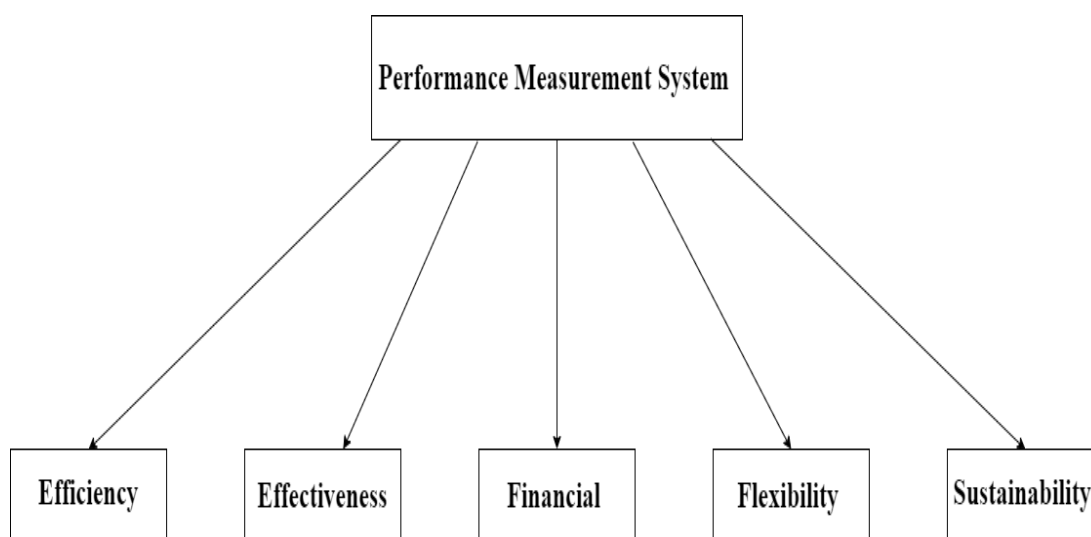 Performance Measurement System
Efficiency
Effectiveness
Financial
Flexibility
Sustainability